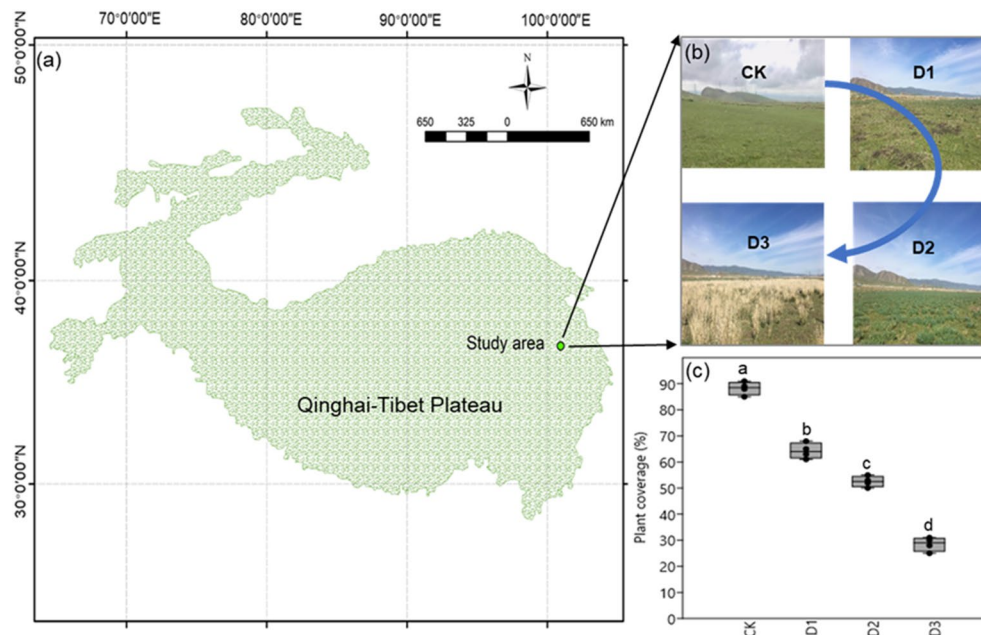 70°0'00"E 80°0'00"E 90°0'00"E 100°0'00"E
50°0'00"N
40°0'00"N
30°0'00"N
(a)
N
650 325 0 650 km
Study area
Qinghai-Tibet Plateau
(b)
CK
D1
D3
D2
(c)
Plant coverage (%)
90
80
70
60
50
40
30
20
10
0
a
b
c
d
CK
D1
D2
D3